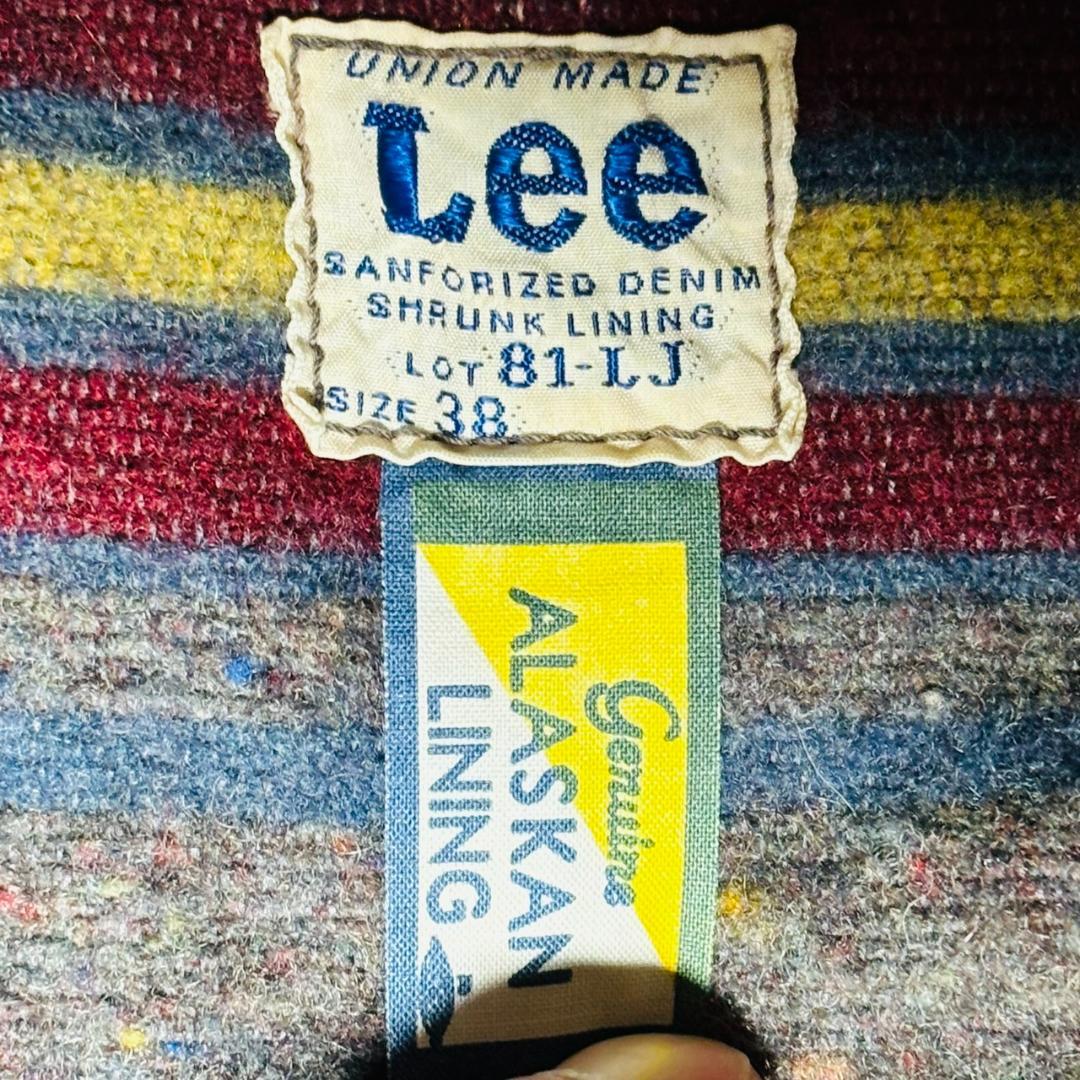 UNION MADE
Lee
SANFORIZED DENIM
SHRUNK LINING
LOT 81-LJ
SIZE 38
Genuine
ALASKAN
LINING